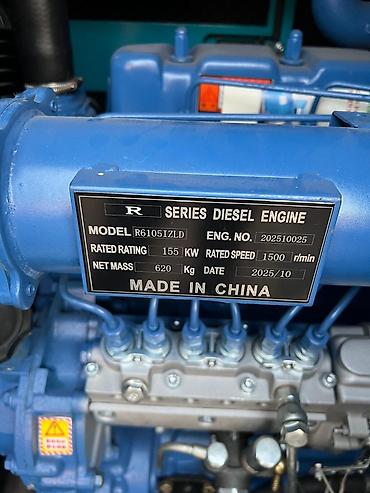 R SERIES DIESEL ENGINE
MODEL R6105IZLD ENG. NO. 202510025
RATED RATING 155 KW RATED SPEED 1500 r/min
NET MASS 620 Kg DATE 2025/10
MADE IN CHINA